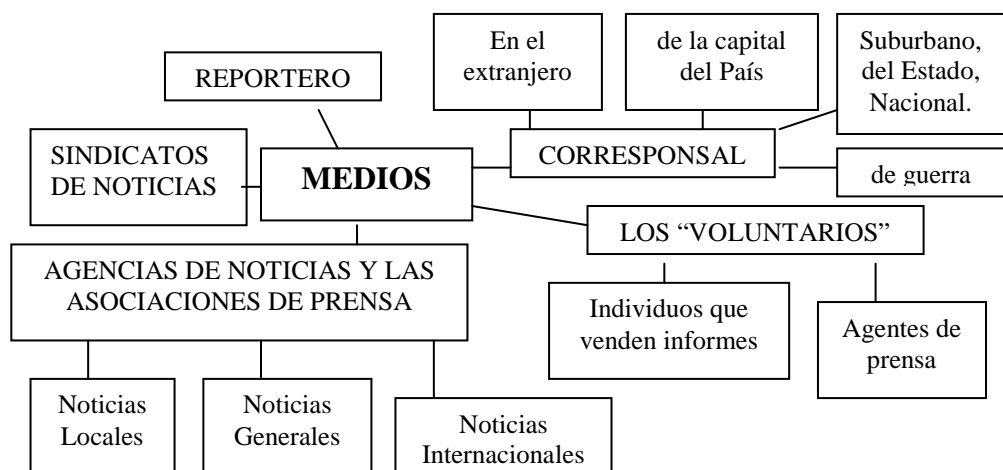 En el
extranjero
de la capital
del País
Suburbano,
del Estado,
Nacional.
REPORTERO
SINDICATOS
DE NOTICIAS
MEDIOS
CORRESPONSAL
de guerra
LOS “VOLUNTARIOS”
AGENCIAS DE NOTICIAS Y LAS
ASOCIACIONES DE PRENSA
Individuos que
venden informes
Agentes de
prensa
Noticias
Locales
Noticias
Generales
Noticias
Internacionales